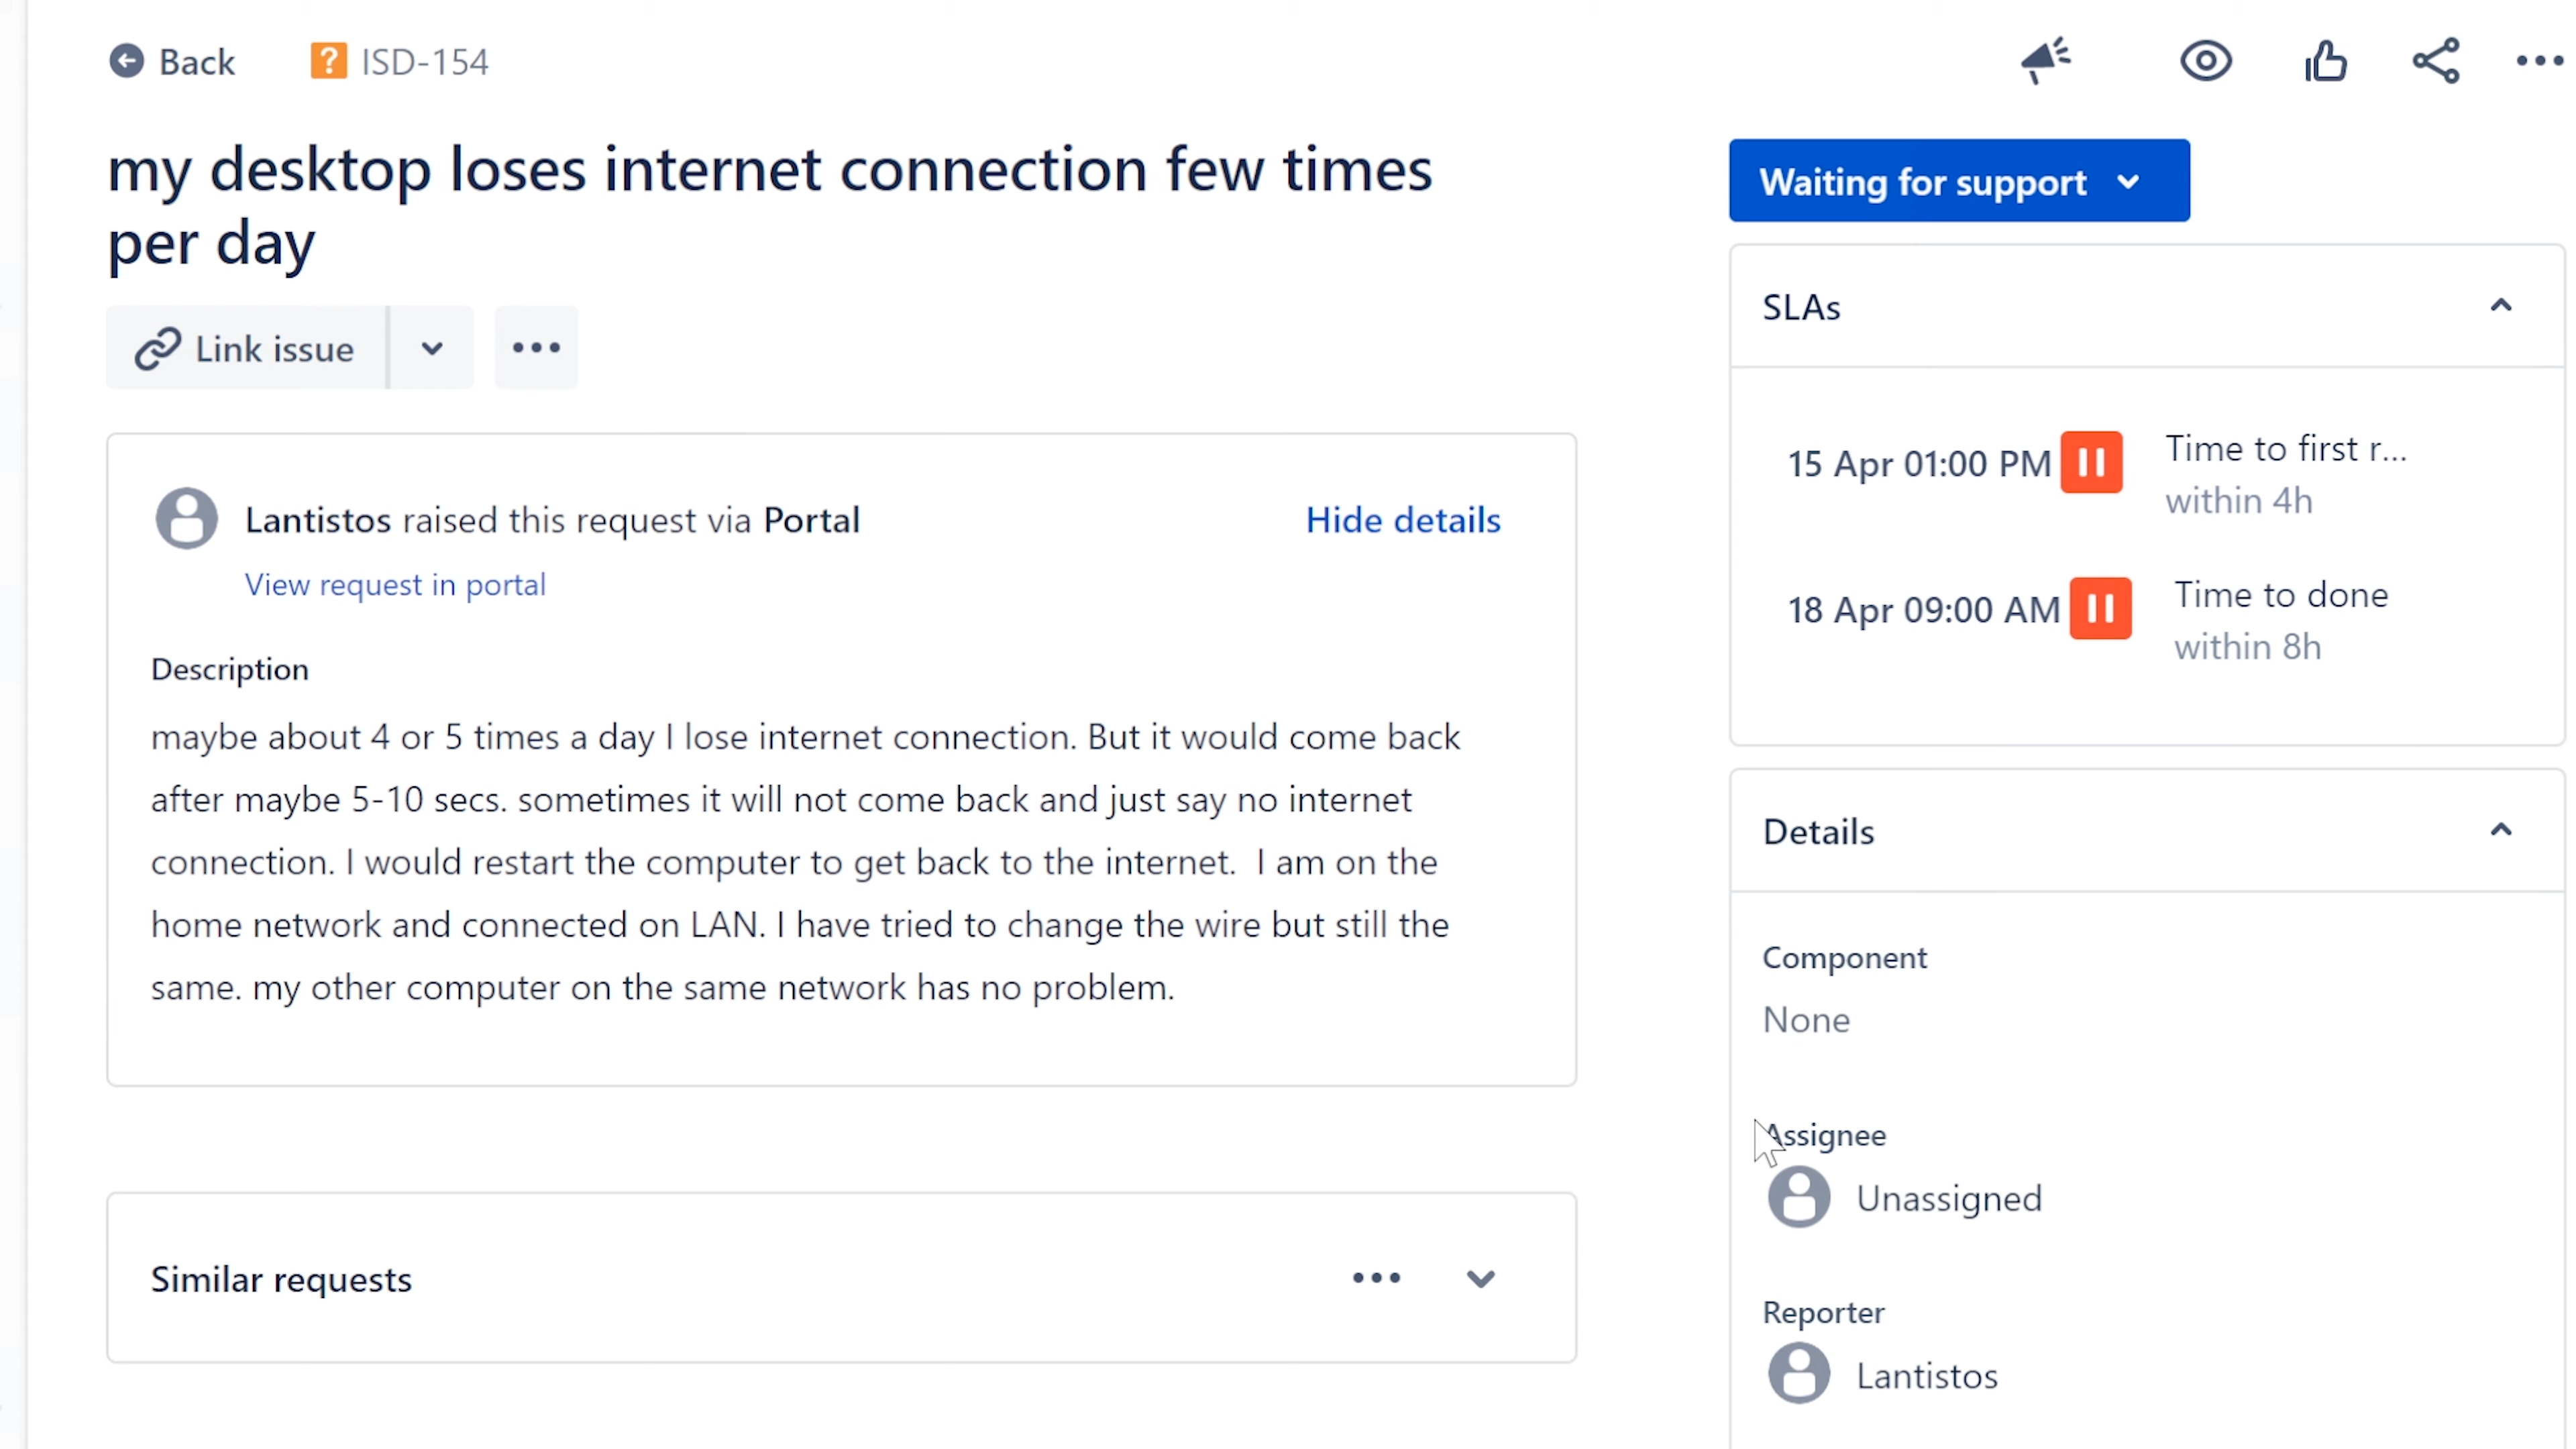 Back ISD-154
my desktop loses internet connection few times
per day
Link issue
Lantistos raised this request via Portal
Hide details
View request in portal
Description
maybe about 4 or 5 times a day I lose internet connection. But it would come back
after maybe 5-10 secs. sometimes it will not come back and just say no internet
connection. I would restart the computer to get back to the internet.  I am on the
home network and connected on LAN. I have tried to change the wire but still the
same. my other computer on the same network has no problem.
Similar requests
Waiting for support
SLAs
15 Apr 01:00 PM Time to first r...
within 4h
18 Apr 09:00 AM Time to done
within 8h
Details
Component
None
Assignee
Unassigned
Reporter
Lantistos